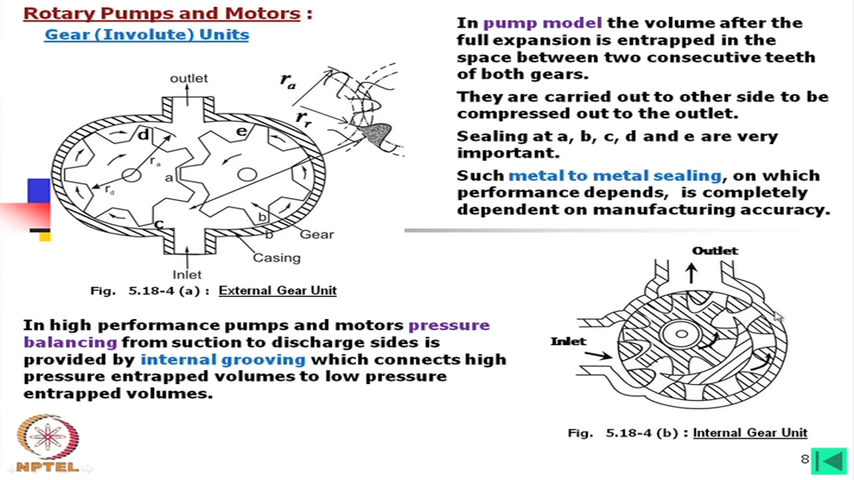 Rotary Pumps and Motors :
Gear (Involute) Units
outlet
ra
rr
d
e
ra
a
rd
c
b
b
Gear
Casing
Inlet
Fig. 5.18-4 (a) : External Gear Unit
In pump model the volume after the
full expansion is entrapped in the
space between two consecutive teeth
of both gears.
They are carried out to other side to be
compressed out to the outlet.
Sealing at a, b, c, d and e are very
important.
Such metal to metal sealing, on which
performance depends, is completely
dependent on manufacturing accuracy.
In high performance pumps and motors pressure
balancing from suction to discharge sides is
provided by internal grooving which connects high
pressure entrapped volumes to low pressure
entrapped volumes.
Outlet
Inlet
Fig. 5.18-4 (b) : Internal Gear Unit
NPTEL
8